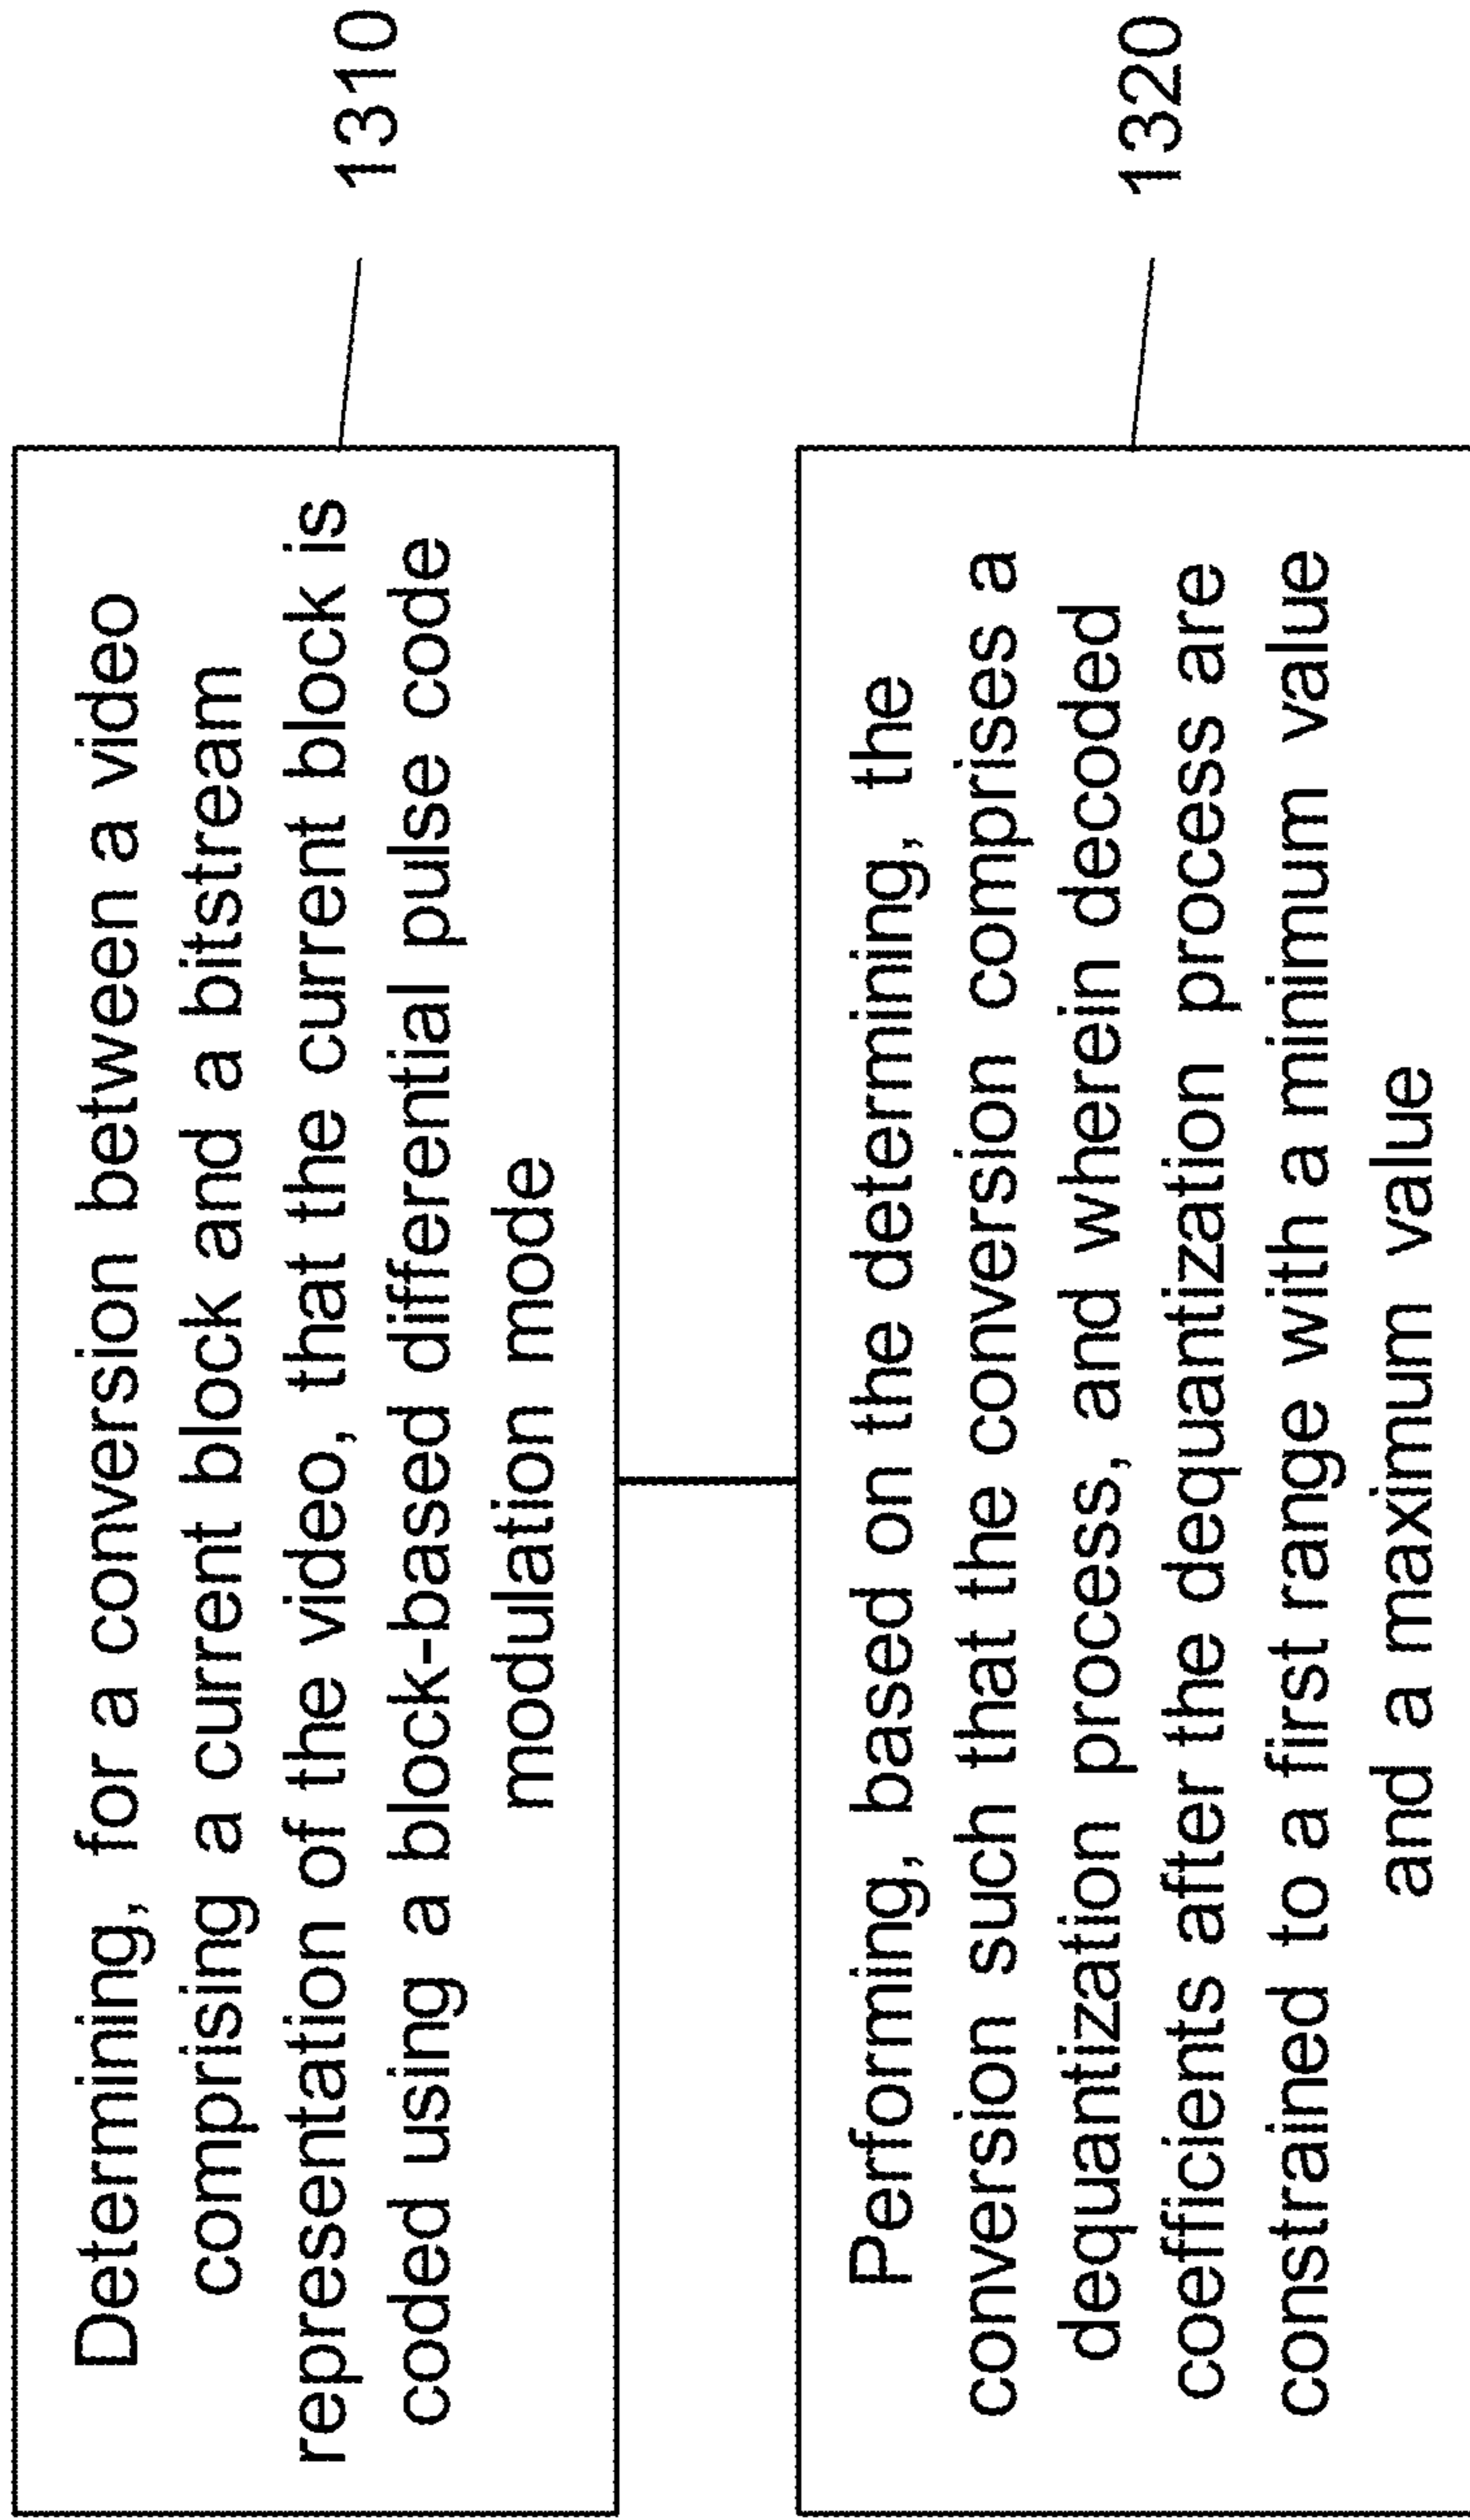 Determining, for a conversion between a video
comprising a current block and a bitstream
representation of the video, that the current block is
coded using a block-based differential pulse code
modulation mode
1310
Performing, based on the determining, the
conversion such that the conversion comprises a
dequantization process, and wherein decoded
coefficients after the dequantization process are
constrained to a first range with a minimum value
and a maximum value
1320